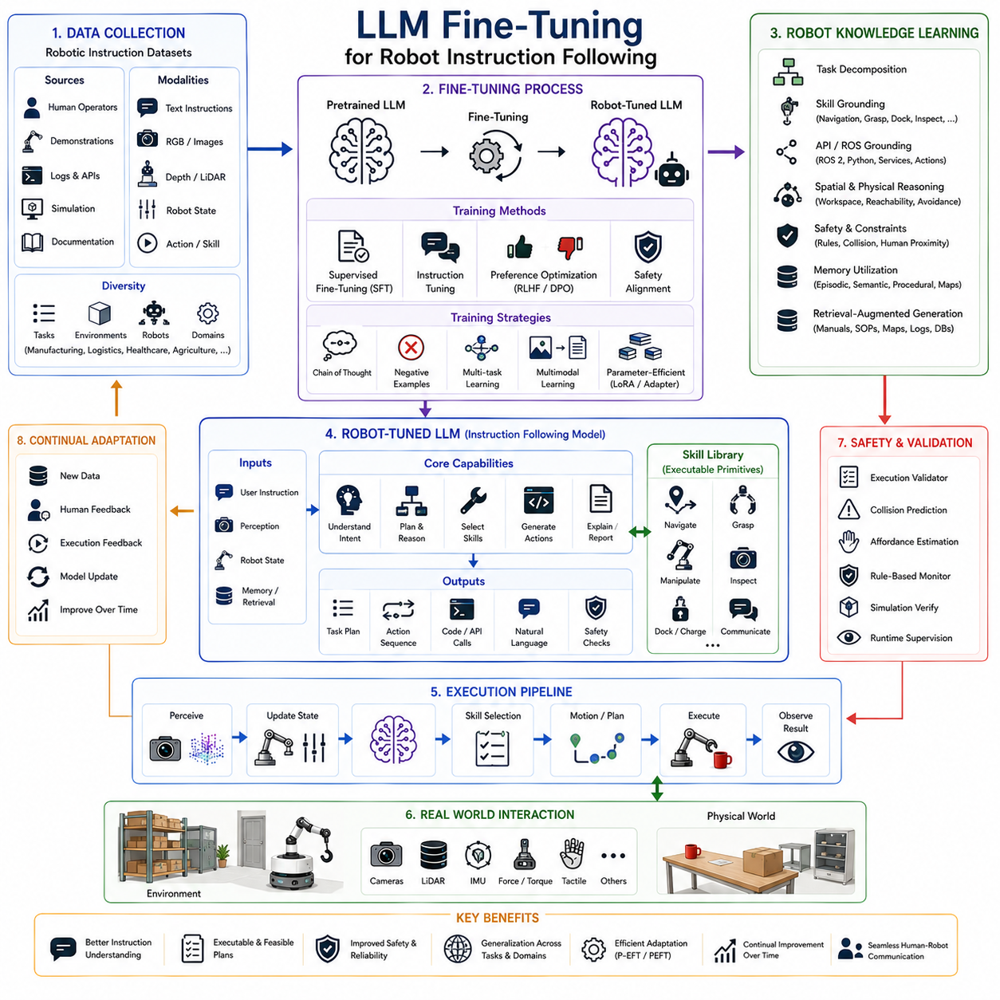 LLM Fine-Tuning
for Robot Instruction Following
1. DATA COLLECTION
Robotic Instruction Datasets
Sources
Human Operators
Demonstrations
Logs & APIs
Simulation
Documentation
Modalities
Text Instructions
RGB / Images
Depth / LiDAR
Robot State
Action / Skill
Diversity
Tasks
Environments
Robots
Domains
(Manufacturing, Logistics, Healthcare, Agriculture, ...)
2. FINE-TUNING PROCESS
Pretrained LLM
Fine-Tuning
Robot-Tuned LLM
Training Methods
Supervised
Fine-Tuning (SFT)
Instruction
Tuning
Preference Optimization
(RLHF / DPO)
Safety
Alignment
Training Strategies
Chain of Thought
Negative
Examples
Multi-task
Learning
Multimodal
Learning
Parameter-Efficient
(LoRA / Adapter)
3. ROBOT KNOWLEDGE LEARNING
Task Decomposition
Skill Grounding
(Navigation, Grasp, Dock, Inspect, ...)
API / ROS Grounding
(ROS 2, Python, Services, Actions)
Spatial & Physical Reasoning
(Workspace, Reachability, Avoidance)
Safety & Constraints
(Rules, Collision, Human Proximity)
Memory Utilization
(Episodic, Semantic, Procedural, Maps)
Retrieval-Augmented Generation
(Manuals, SOPs, Maps, Logs, DBs)
4. ROBOT-TUNED LLM (Instruction Following Model)
Inputs
User Instruction
Perception
Robot State
Memory /
Retrieval
Core Capabilities
Understand
Intent
Plan &
Reason
Select
Skills
Generate
Actions
Explain /
Report
Outputs
Task Plan
Action
Sequence
Code / API
Calls
Natural
Language
Safety
Checks
Skill Library
(Executable Primitives)
Navigate
Grasp
Manipulate
Inspect
Dock / Charge
Communicate
...
5. EXECUTION PIPELINE
Perceive
Update State
Skill Selection
Motion / Plan
Execute
Observe
Result
6. REAL WORLD INTERACTION
Environment
Cameras
LiDAR
IMU
Force / Torque
Tactile
Others
Physical World
7. SAFETY & VALIDATION
Execution Validator
Collision Prediction
Affordance Estimation
Rule-Based Monitor
Simulation Verify
Runtime Supervision
8. CONTINUAL ADAPTATION
New Data
Human Feedback
Execution Feedback
Model Update
Improve Over Time
KEY BENEFITS
Better Instruction
Understanding
Executable & Feasible
Plans
Improved Safety &
Reliability
Generalization Across
Tasks & Domains
Efficient Adaptation
(P-EFT / PEFT)
Continual Improvement
Over Time
Seamless Human-Robot
Communication